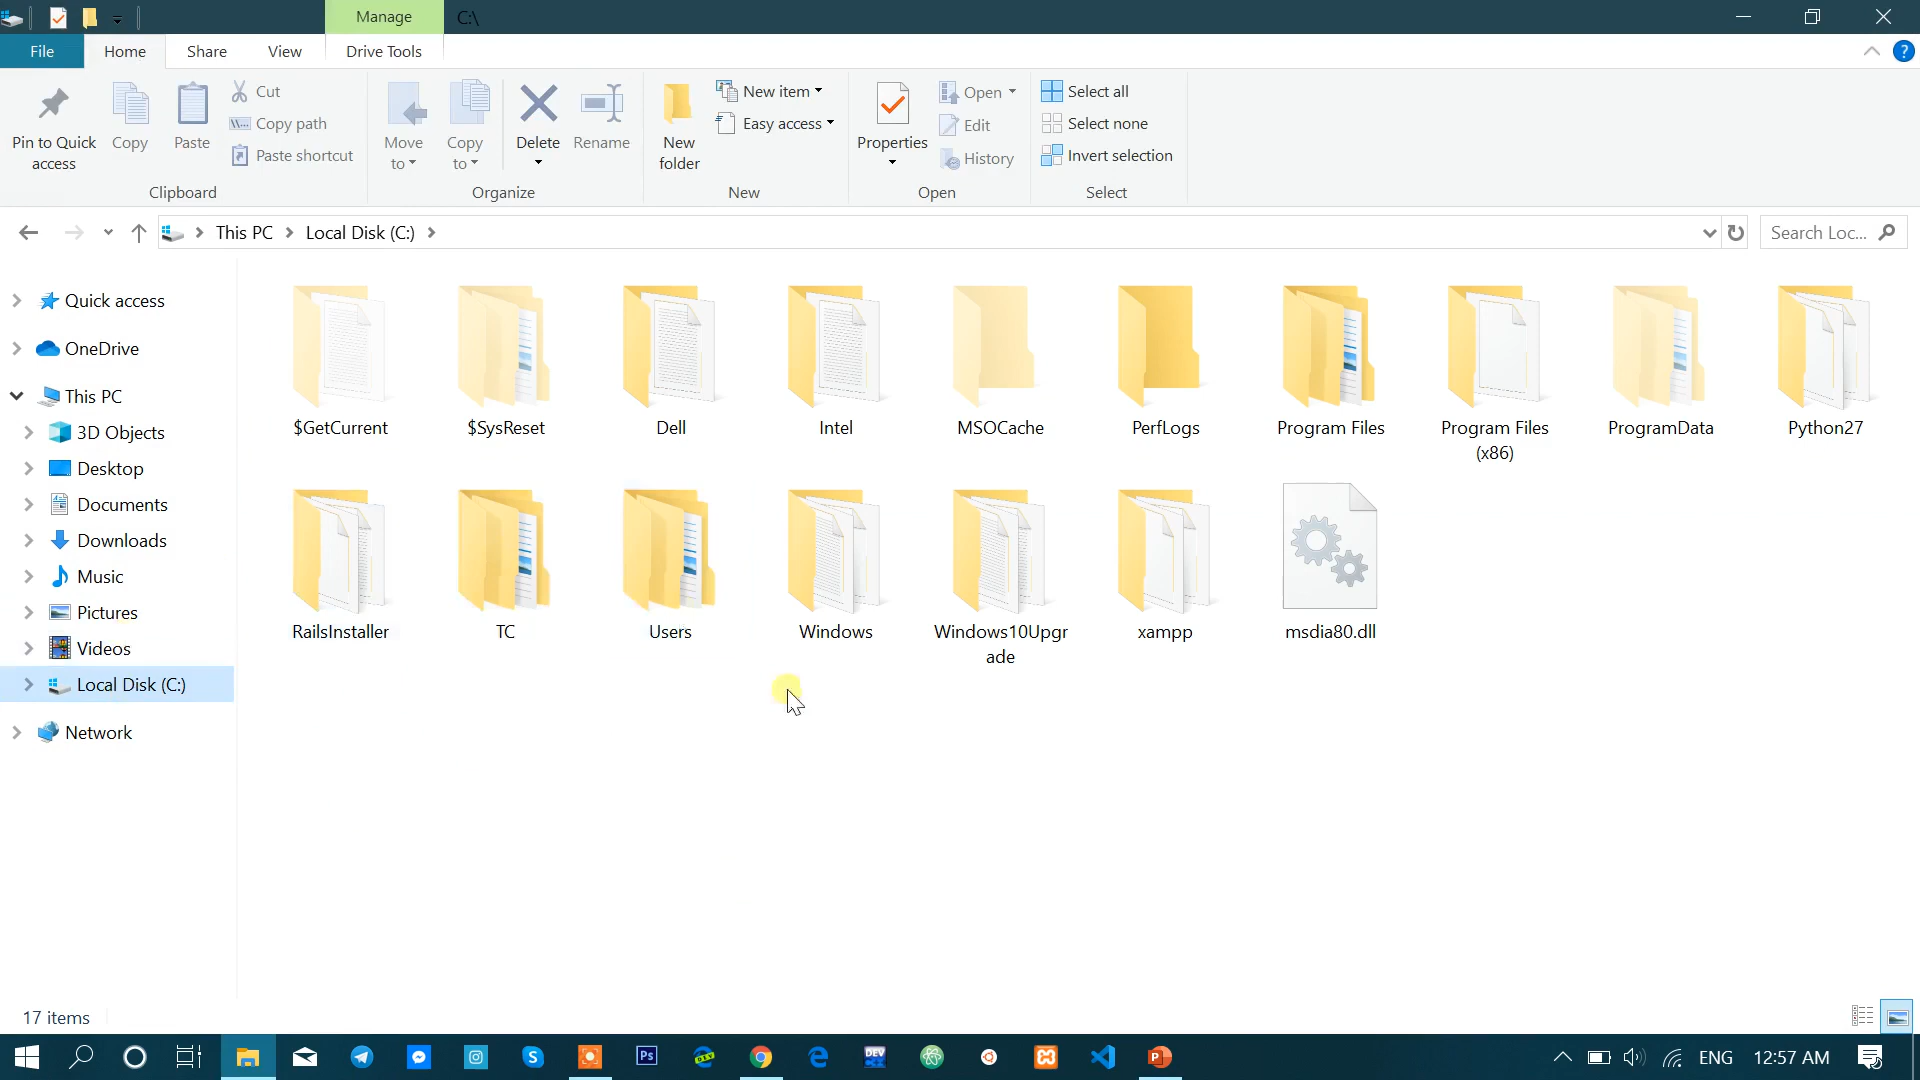 Manage
C:\
File
Home
Share
View
Drive Tools
Pin to Quick
access
Copy
Paste
Cut
Copy path
Paste shortcut
Clipboard
Move
to
Copy
to
Delete
Rename
Organize
New
folder
New item
Easy access
New
Properties
Open
Edit
History
Open
Select all
Select none
Invert selection
Select
This PC
Local Disk (C:)
Search Loc...
Quick access
OneDrive
This PC
3D Objects
Desktop
Documents
Downloads
Music
Pictures
Videos
Local Disk (C:)
Network
$GetCurrent
$SysReset
Dell
Intel
MSOCache
PerfLogs
Program Files
Program Files
(x86)
ProgramData
Python27
RailsInstaller
TC
Users
Windows
Windows10Upgr
ade
xampp
msdia80.dll
17 items
Ps
DEV
ENG
12:57 AM